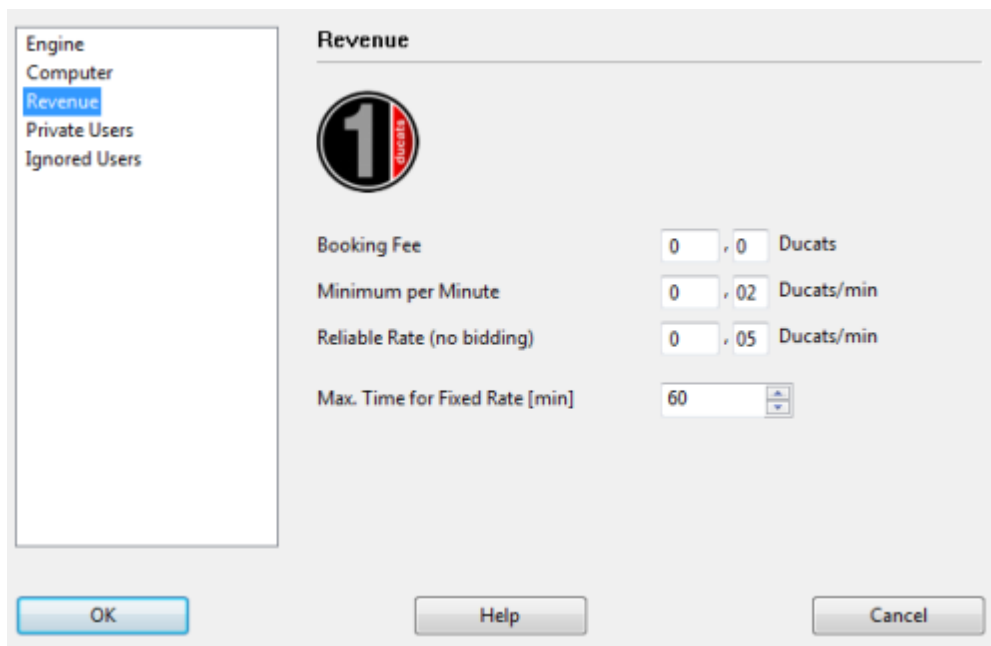 Engine
Computer
Revenue
Private Users
Ignored Users
Revenue
1 ducats
Booking Fee 0 , 0 Ducats
Minimum per Minute 0 , 02 Ducats/min
Reliable Rate (no bidding) 0 , 05 Ducats/min
Max. Time for Fixed Rate [min] 60
OK Help Cancel